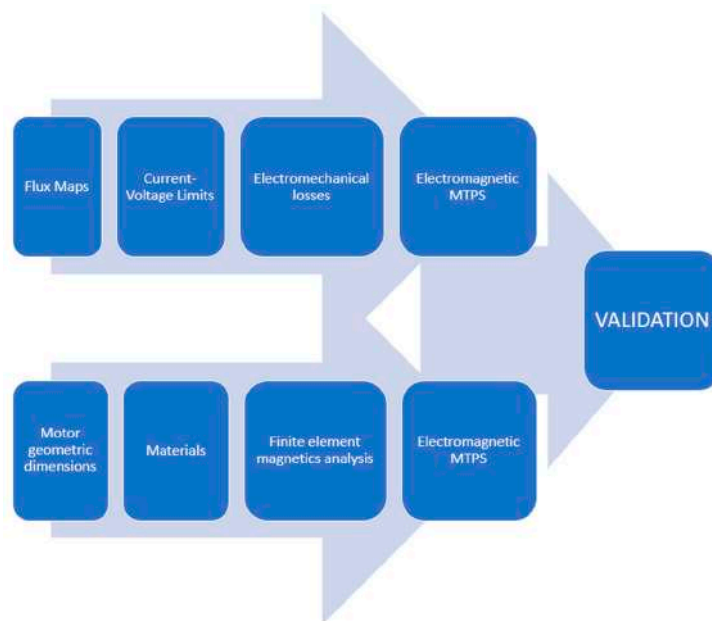 Flux Maps
Current-
Voltage Limits
Electromechanical
losses
Electromagnetic
MTPS
VALIDATION
Motor
geometric
dimensions
Materials
Finite element
magnetics analysis
Electromagnetic
MTPS